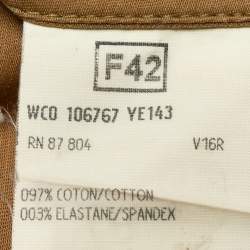 F42
WCO 106767 YE143
RN 87 804 V16R
097% COTON/COTTON
003% ELASTANE/SPANDEX